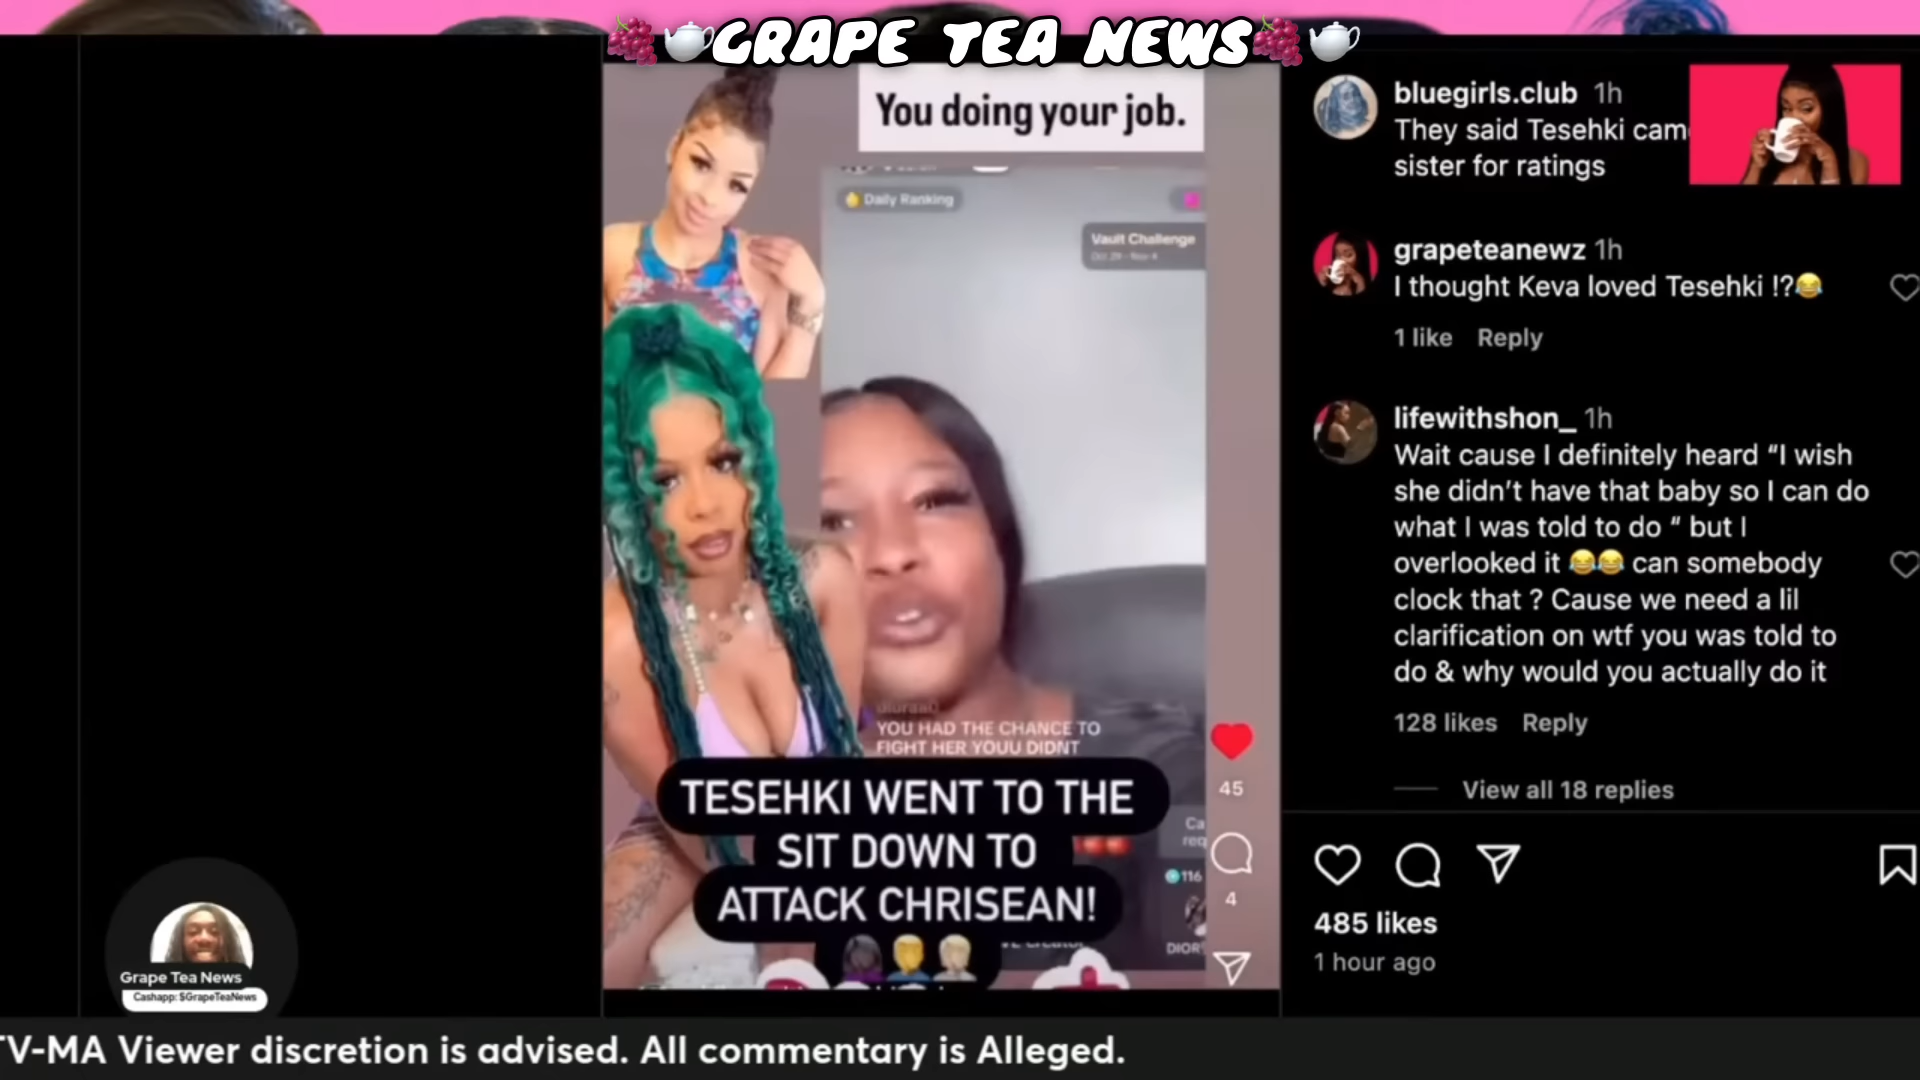 GRAPE TEA NEWS
You doing your job.
Daily Ranking
Vault Challenge
YOU HAD THE CHANCE TO
FIGHT HER YOUU DIDNT
TESEHKI WENT TO THE
SIT DOWN TO
ATTACK CHRISEAN!
116
DIOR
45
4
bluegirls.club 1h
They said Tesehki cam
sister for ratings
grapeteanewz 1h
I thought Keva loved Tesehki !?😂
1 like Reply
lifewithshon_ 1h
Wait cause I definitely heard “I wish
she didn’t have that baby so I can do
what I was told to do “ but I
overlooked it 😂😂 can somebody
clock that ? Cause we need a lil
clarification on wtf you was told to
do & why would you actually do it
128 likes Reply
View all 18 replies
485 likes
1 hour ago
Grape Tea News
Cashapp: $GrapeTeaNews
TV-MA Viewer discretion is advised. All commentary is Alleged.